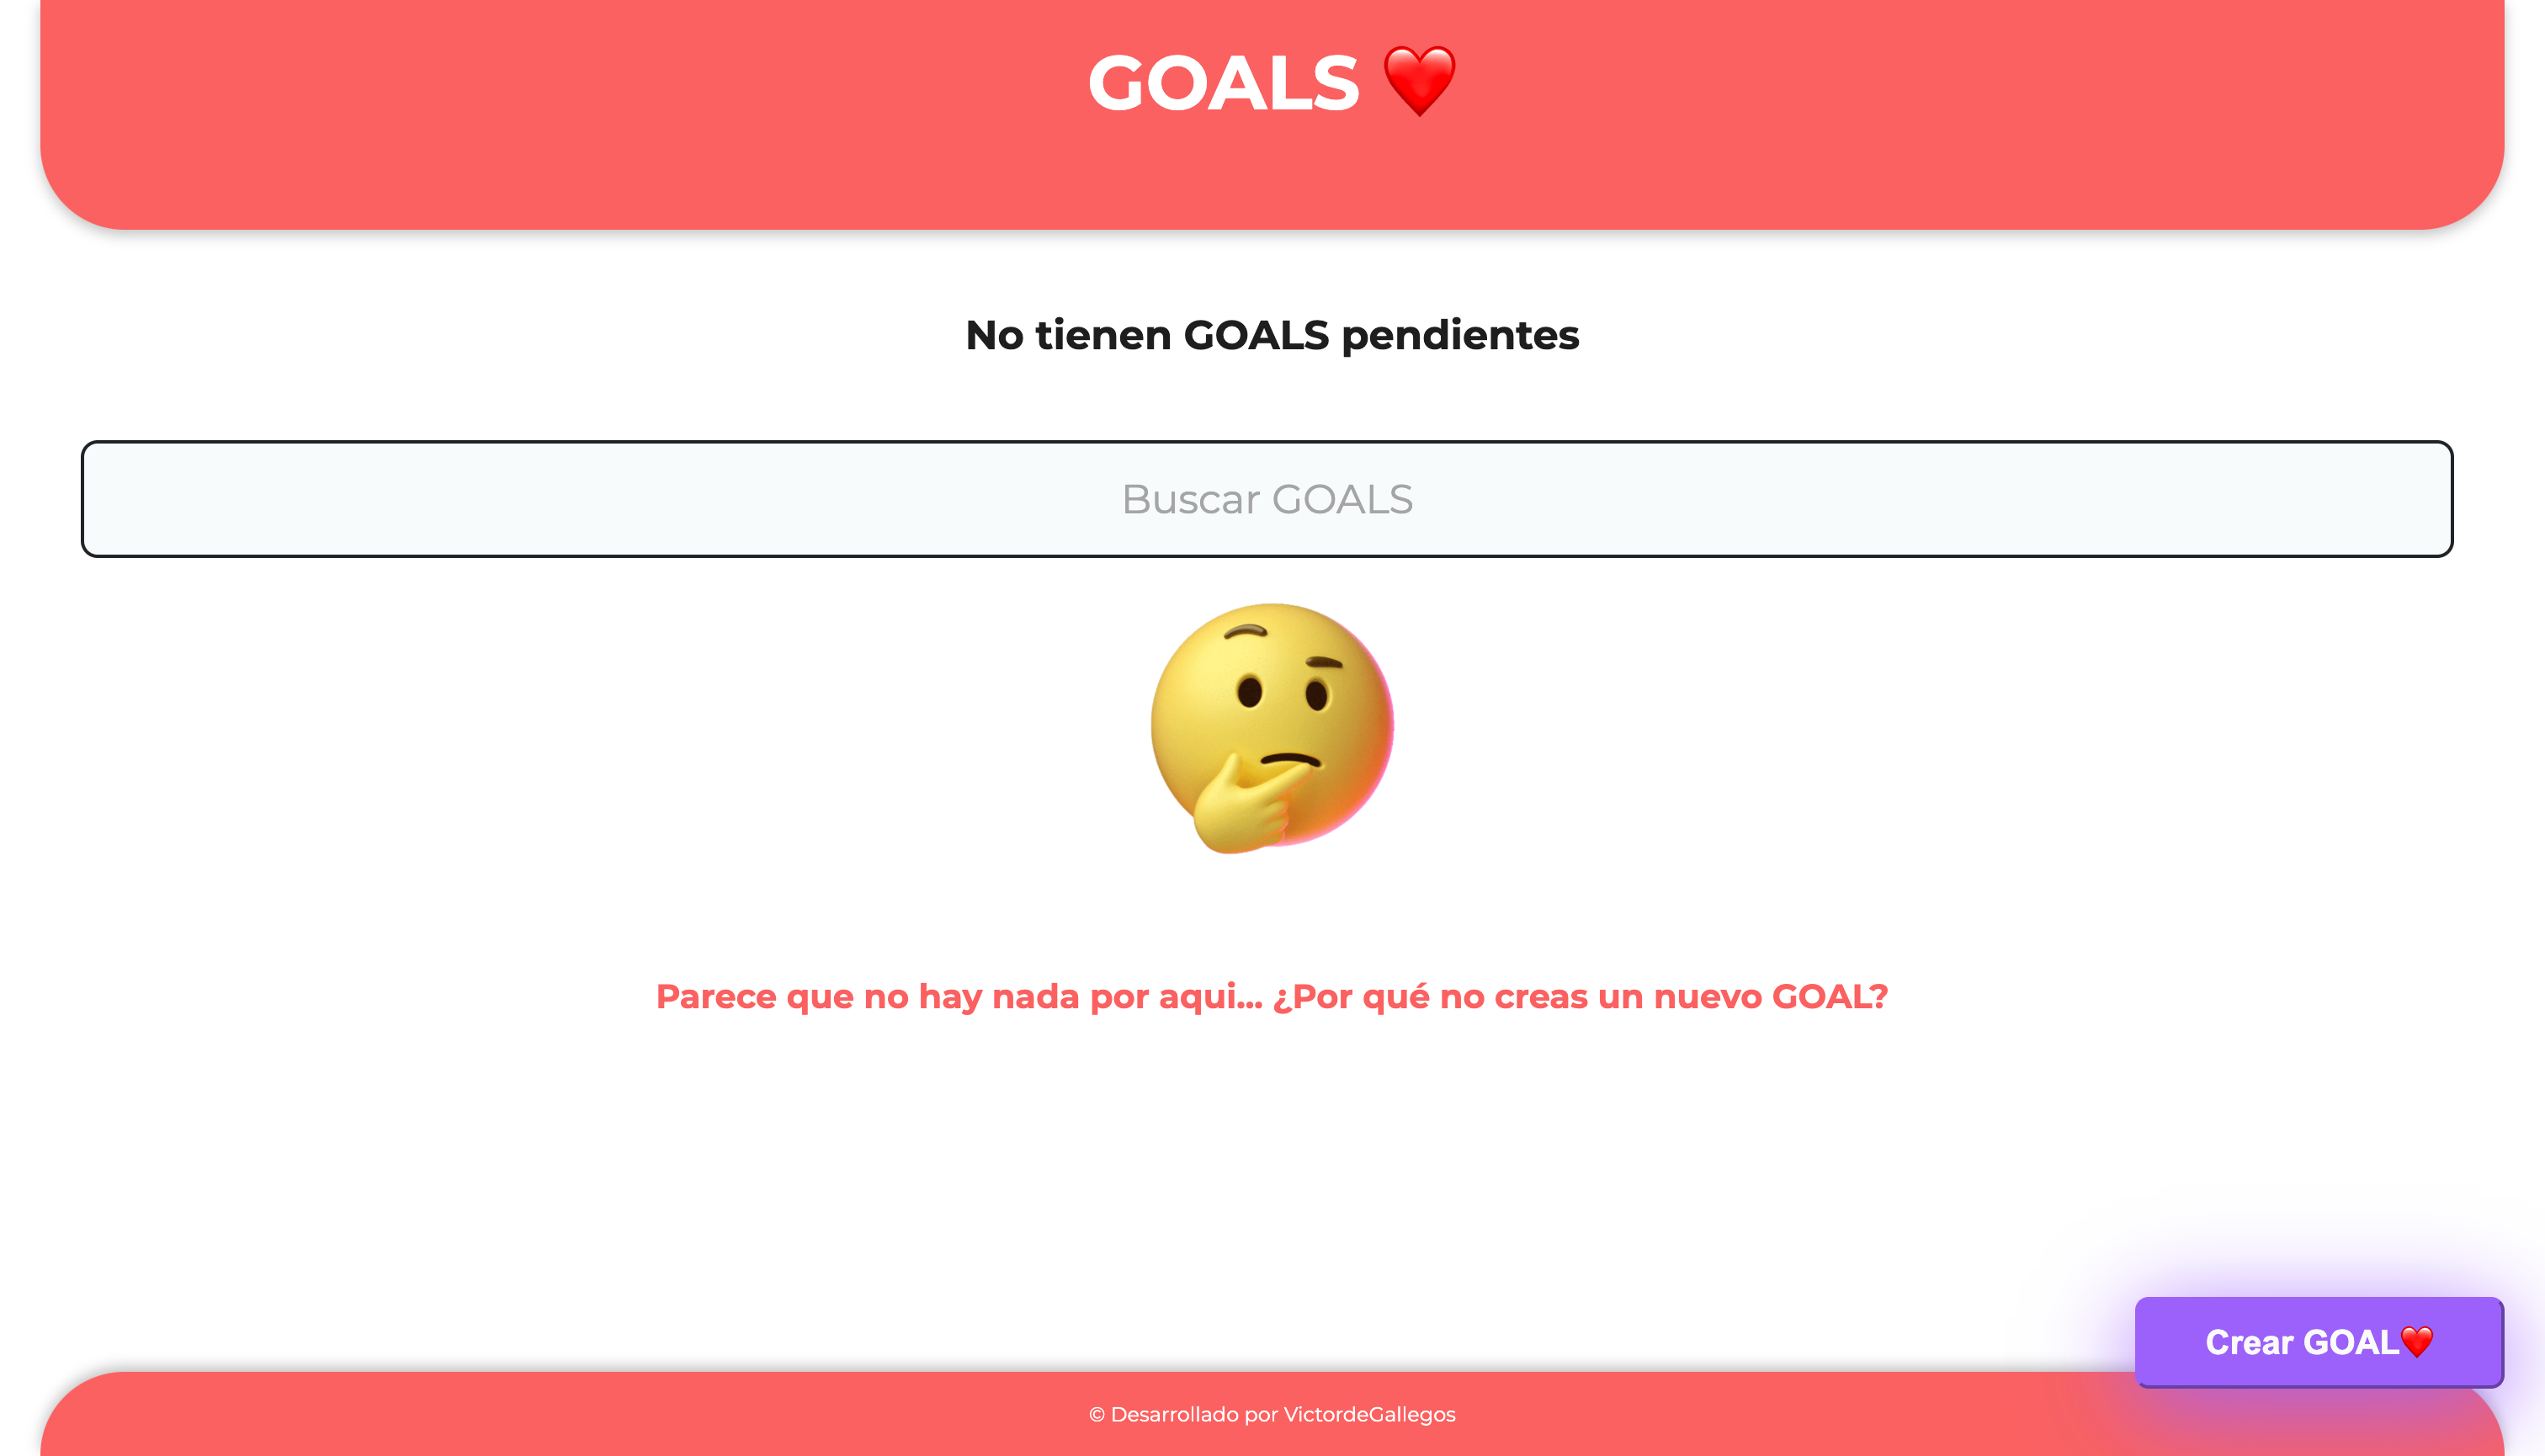 GOALS ❤️
No tienen GOALS pendientes
Buscar GOALS
Parece que no hay nada por aqui... ¿Por qué no creas un nuevo GOAL?
Crear GOAL❤️
© Desarrollado por VictordeGallegos